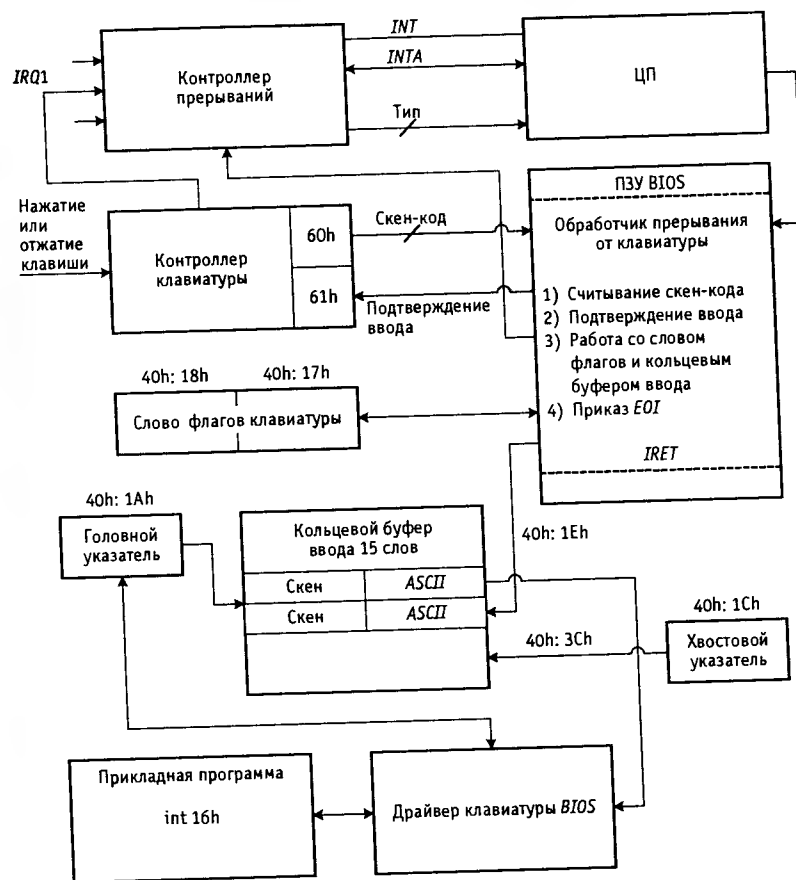 INT
IRQ1
Контроллер
прерываний
INTA
ЦП
Тип
ПЗУ BIOS
Нажатие
или
отжатие
клавиши
Контроллер
клавиатуры
60h
61h
Скен-код
Подтверждение
ввода
Обработчик прерывания
от клавиатуры
1) Считывание скен-кода
2) Подтверждение ввода
3) Работа со словом
флагов и кольцевым
буфером ввода
4) Приказ EOI
IRET
40h: 18h
40h: 17h
Слово флагов клавиатуры
40h: 1Ah
Головной
указатель
Кольцевой буфер
ввода 15 слов
Скен
ASCII
Скен
ASCII
40h: 1Eh
40h: 3Ch
40h: 1Ch
Хвостовой
указатель
Прикладная программа
int 16h
Драйвер клавиатуры BIOS